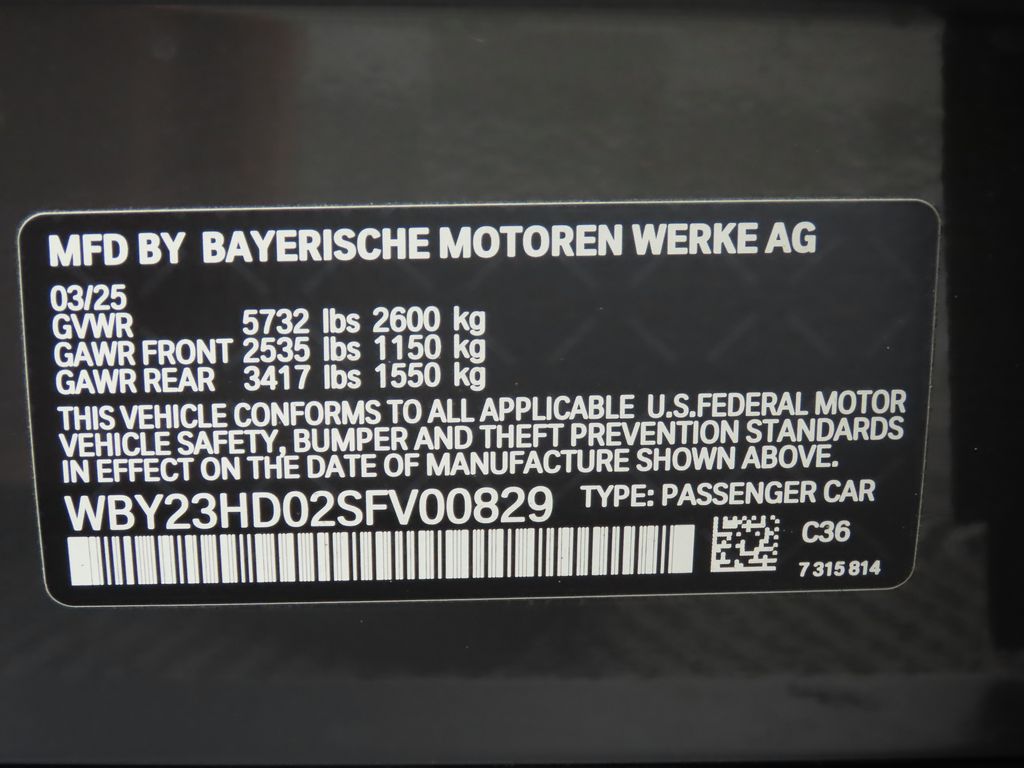 MFD BY BAYERISCHE MOTOREN WERKE AG
03/25
GVWR 5732 lbs 2600 kg
GAWR FRONT 2535 lbs 1150 kg
GAWR REAR 3417 lbs 1550 kg
THIS VEHICLE CONFORMS TO ALL APPLICABLE U.S.FEDERAL MOTOR
VEHICLE SAFETY, BUMPER AND THEFT PREVENTION STANDARDS
IN EFFECT ON THE DATE OF MANUFACTURE SHOWN ABOVE.
WBY23HD02SFV00829 TYPE: PASSENGER CAR
C36
7 315 814